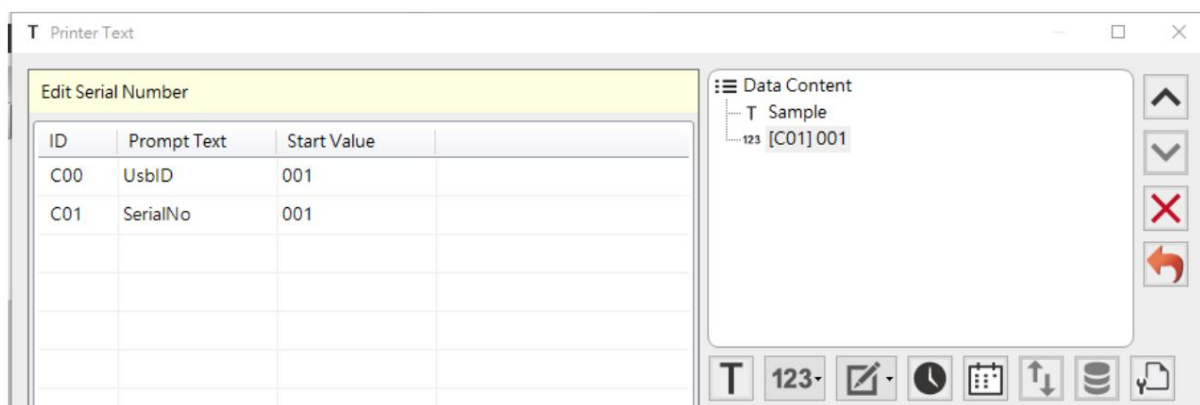 T Printer Text
Edit Serial Number
ID Prompt Text Start Value
C00 UsbID 001
C01 SerialNo 001
Data Content
T Sample
123 [C01] 001
T 123